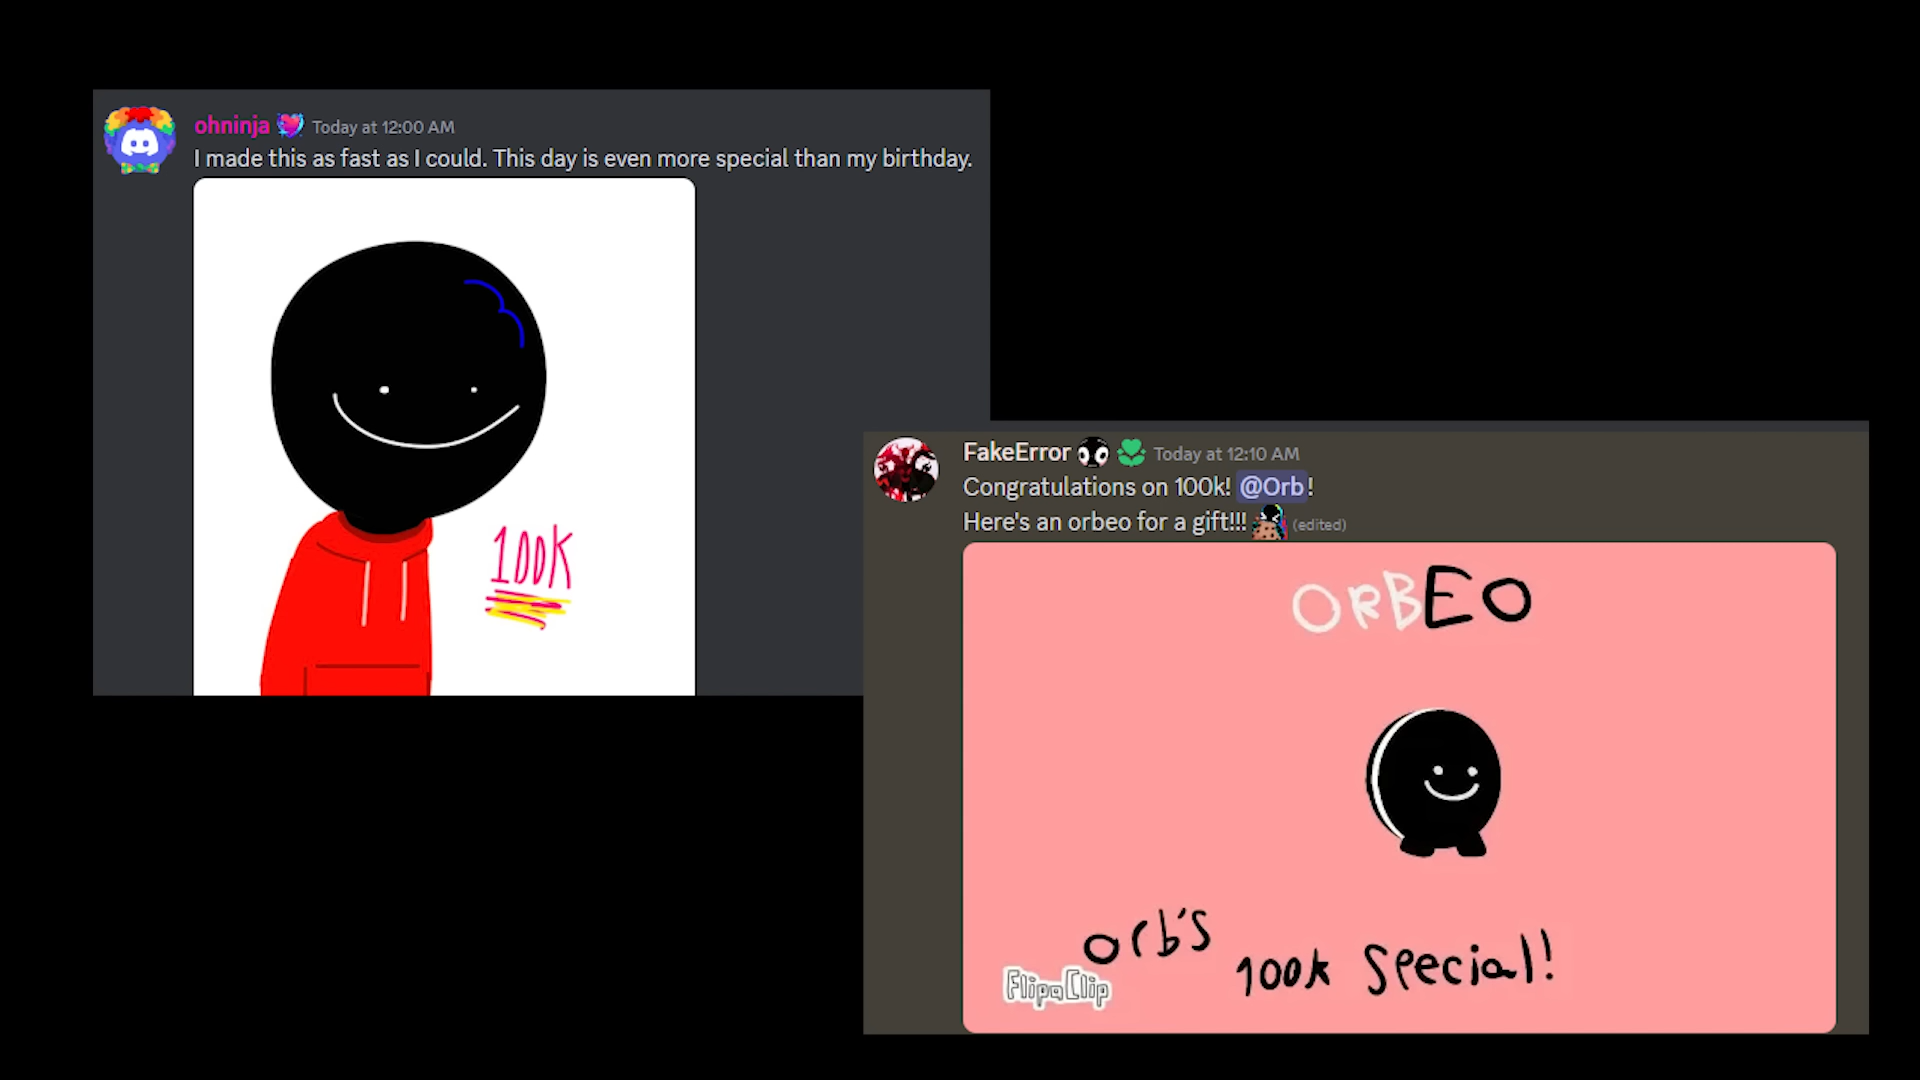 ohninja Today at 12:00 AM
I made this as fast as I could. This day is even more special than my birthday.
100K
FakeError Today at 12:10 AM
Congratulations on 100k! @Orb!
Here's an orbeo for a gift!!! (edited)
ORBEO
orb's
100k Special!
FlipaClip